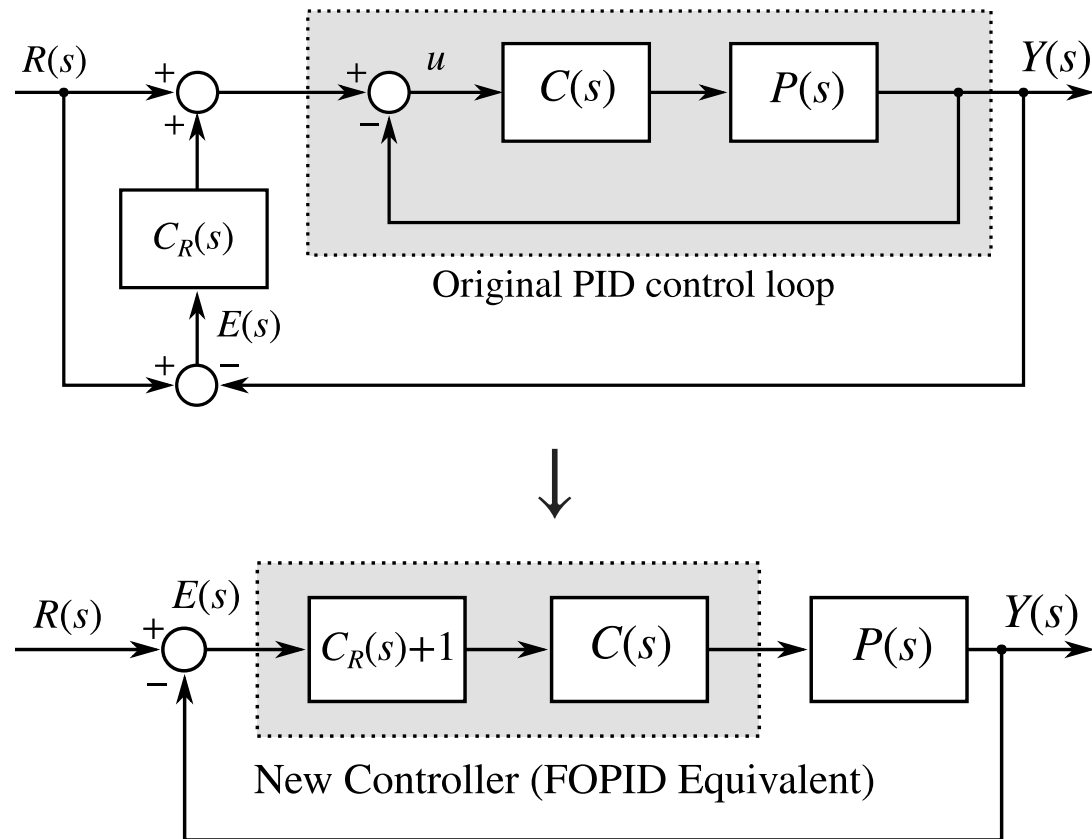 R(s)
+
+
+
−
u
C(s)
P(s)
Y(s)
C_R(s)
E(s)
+
−
Original PID control loop
R(s)
+
−
E(s)
C_R(s)+1
C(s)
P(s)
Y(s)
New Controller (FOPID Equivalent)